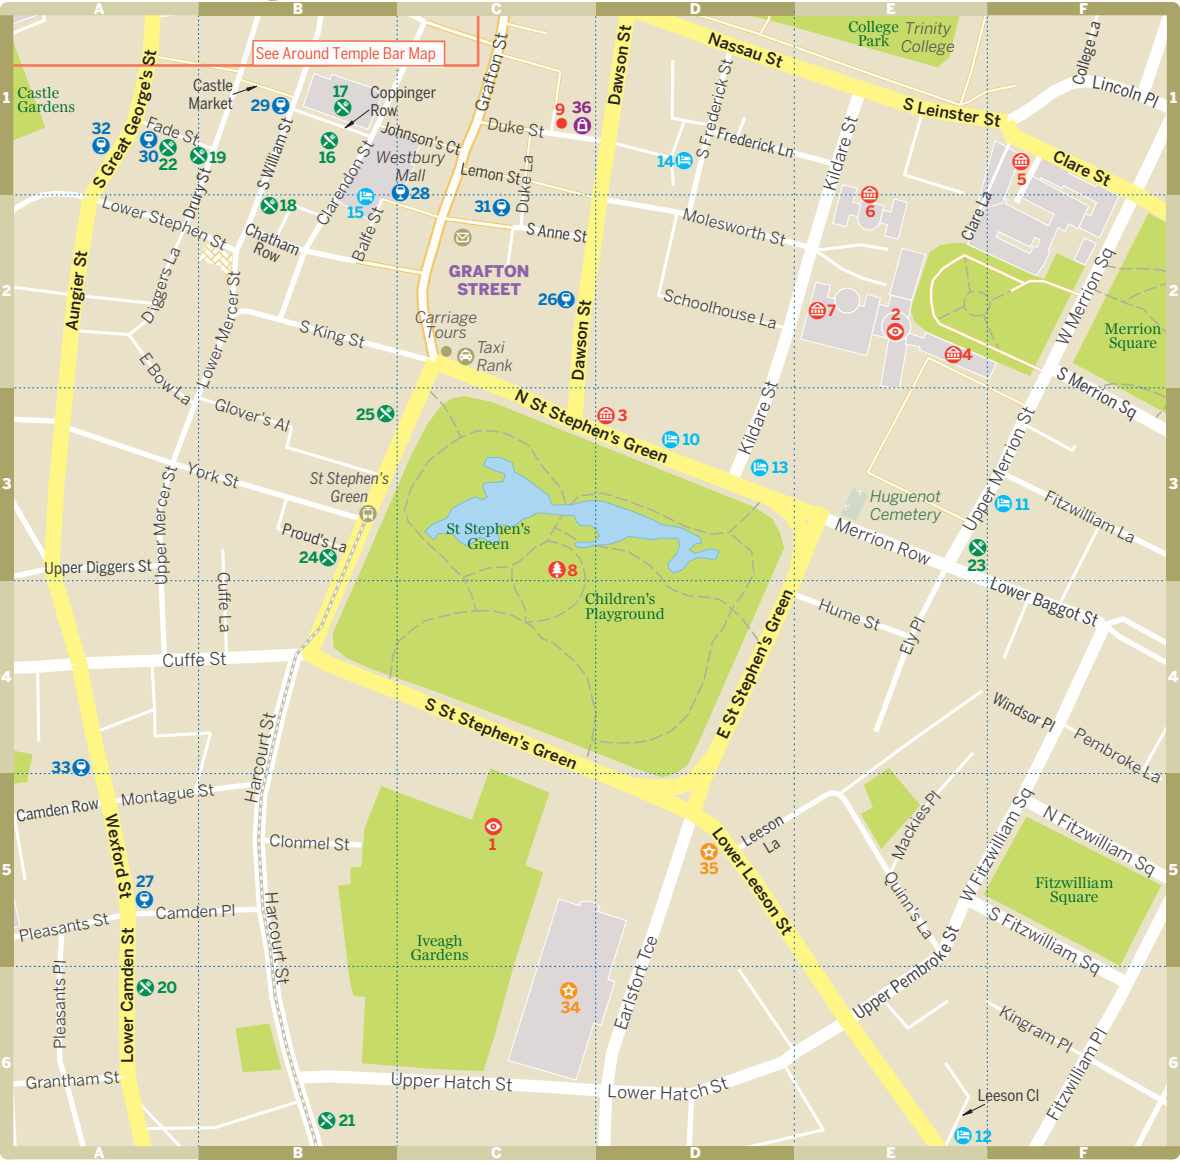 A
B
C
D
E
F
1
2
3
4
5
6
1
2
3
4
5
6
See Around Temple Bar Map
Castle
Gardens
Castle
Market
29
17
Coppinger
Row
16
Grafton St
9
36
Dawson St
Nassau St
College
Park
Trinity
College
College La
Lincoln Pl
S Leinster St
Clare St
S Great George's St
32
30
Fade St
22
19
Drury St
S William St
18
Clarendon St
Johnson's Ct
Westbury
Mall
28
15
Balfe St
Duke St
Lemon St
Duke La
31
S Anne St
14
S Frederick St
Frederick Ln
Kildare St
Molesworth St
6
5
Clare La
Lower Stephen St
Chatham
Row
Aungier St
Diggers La
Lower Mercer St
GRAFTON
STREET
26
Dawson St
Schoolhouse La
7
2
4
W Merrion Sq
Merrion
Square
S Merrion Sq
S King St
Carriage
Tours
Taxi
Rank
E Bow La
Glover's Al
25
N St Stephen's Green
3
10
13
Kildare St
Upper Merrion St
York St
St Stephen's
Green
Upper Mercer St
Proud's La
24
St Stephen's
Green
8
Children's
Playground
Huguenot
Cemetery
11
Fitzwilliam La
Merrion Row
23
Lower Baggot St
Upper Diggers St
Cuffe La
Cuffe St
Hume St
Ely Pl
E St Stephen's Green
S St Stephen's Green
Windsor Pl
Pembroke La
33
Harcourt St
Camden Row
Montague St
Wexford St
Clonmel St
1
35
Leeson
La
Lower Leeson St
Mackies Pl
Quinn's La
W Fitzwilliam Sq
N Fitzwilliam Sq
Fitzwilliam
Square
S Fitzwilliam Sq
27
Camden Pl
Pleasants St
Harcourt St
Iveagh
Gardens
34
Earlsfort Tce
Upper Pembroke St
Pleasants Pl
Lower Camden St
20
Kingram Pl
Fitzwilliam Pl
Grantham St
Upper Hatch St
Lower Hatch St
21
Leeson Cl
12
A
B
C
D
E
F